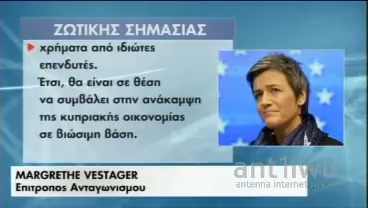 ΖΩΤΙΚΗΣ ΣΗΜΑΣΙΑΣ
χρήματα από ιδιώτες
επενδυτές.
Έτσι, θα είναι σε θέση
να συμβάλει στην ανάκαμψη
της κυπριακής οικονομίας
σε βιώσιμη βάση.
MARGRETHE VESTAGER
Επιτροπος Ανταγωνισμου
ant1iwo
antenna internet